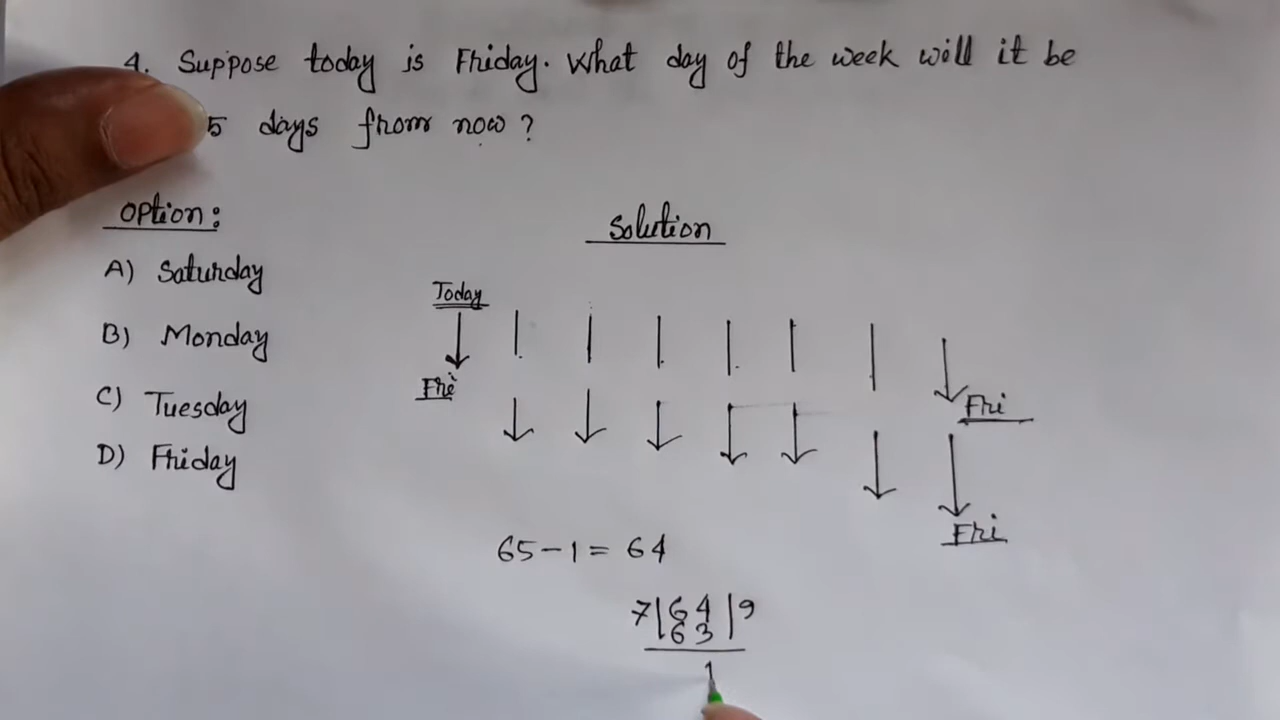 4. Suppose today is Friday. What day of the week will it be
5 days from now?
Option:
A) Saturday
B) Monday
C) Tuesday
D) Friday
Solution
Today
Fri
Fri
Fri
65-1=64
7|64|9
63
1